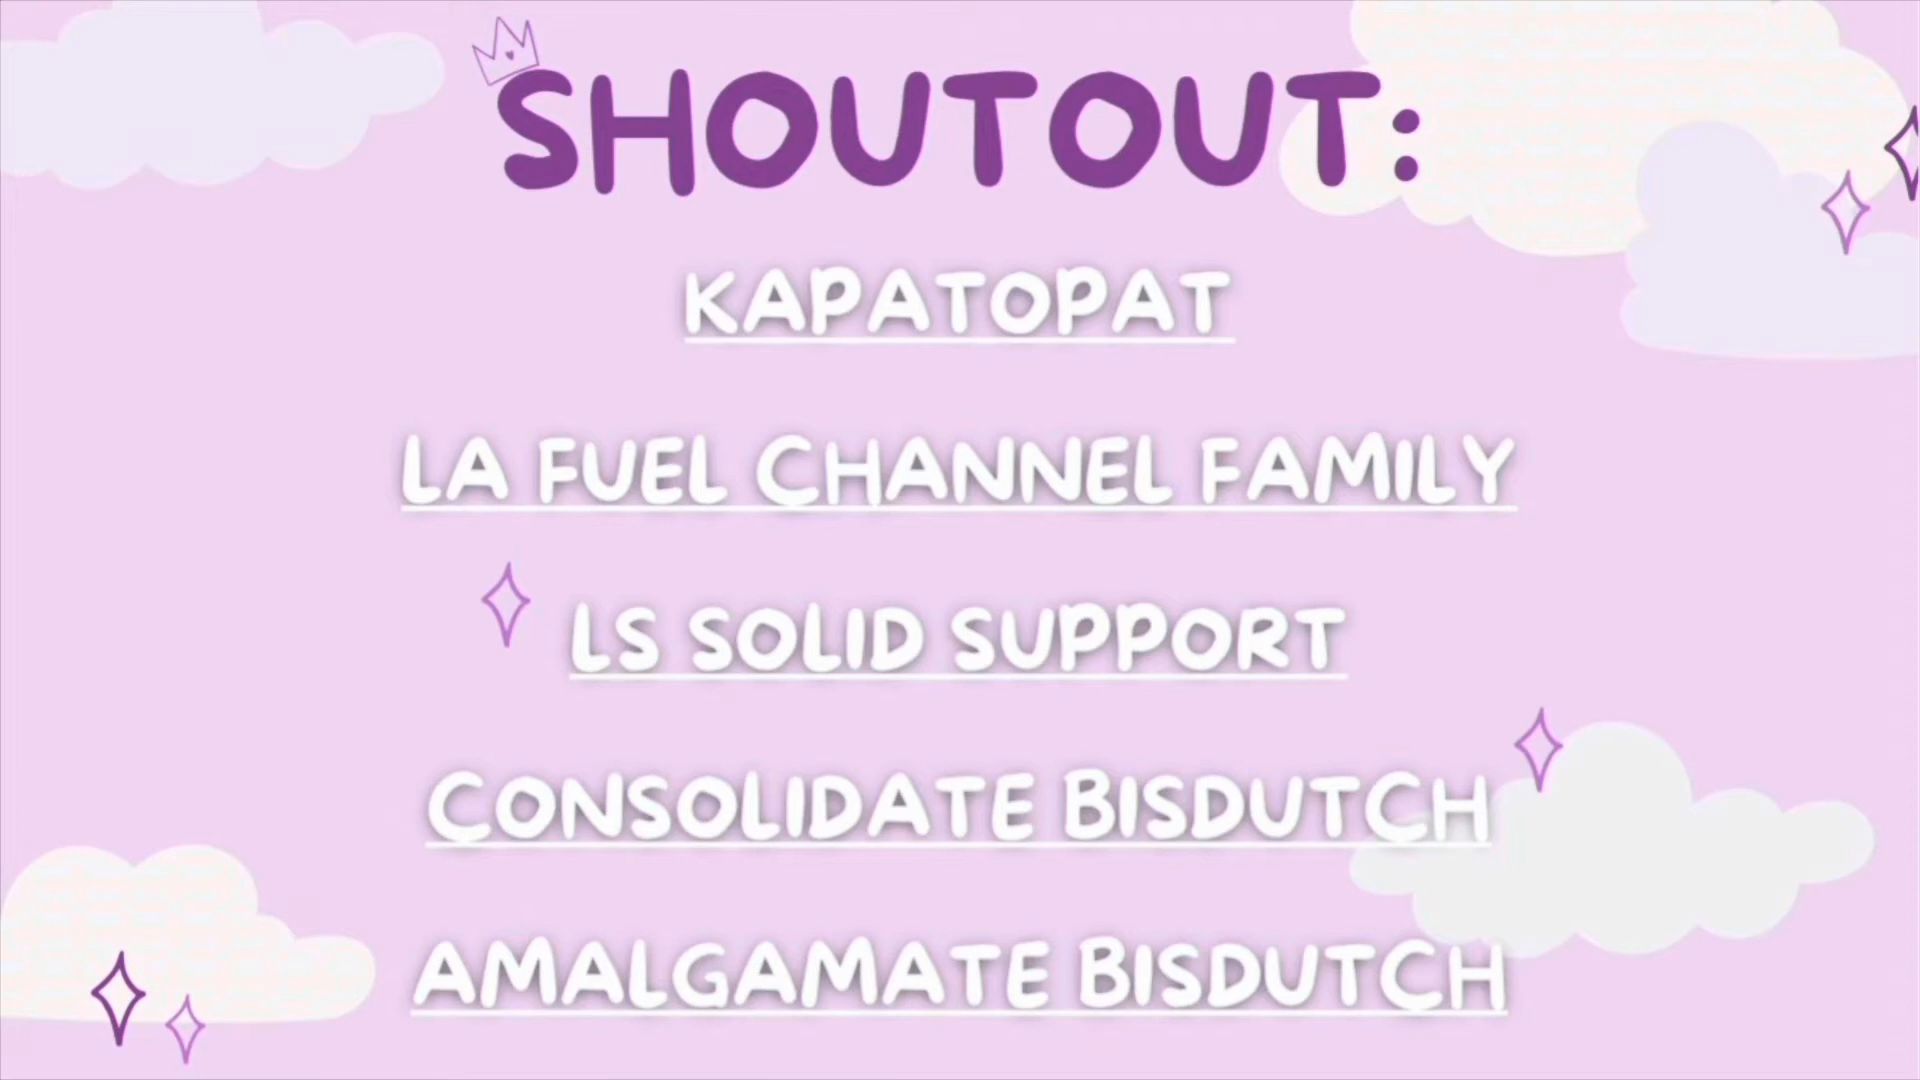 SHOUTOUT:
KAPATOPAT
LA FUEL CHANNEL FAMILY
LS SOLID SUPPORT
CONSOLIDATE BISDUTCH
AMALGAMATE BISDUTCH